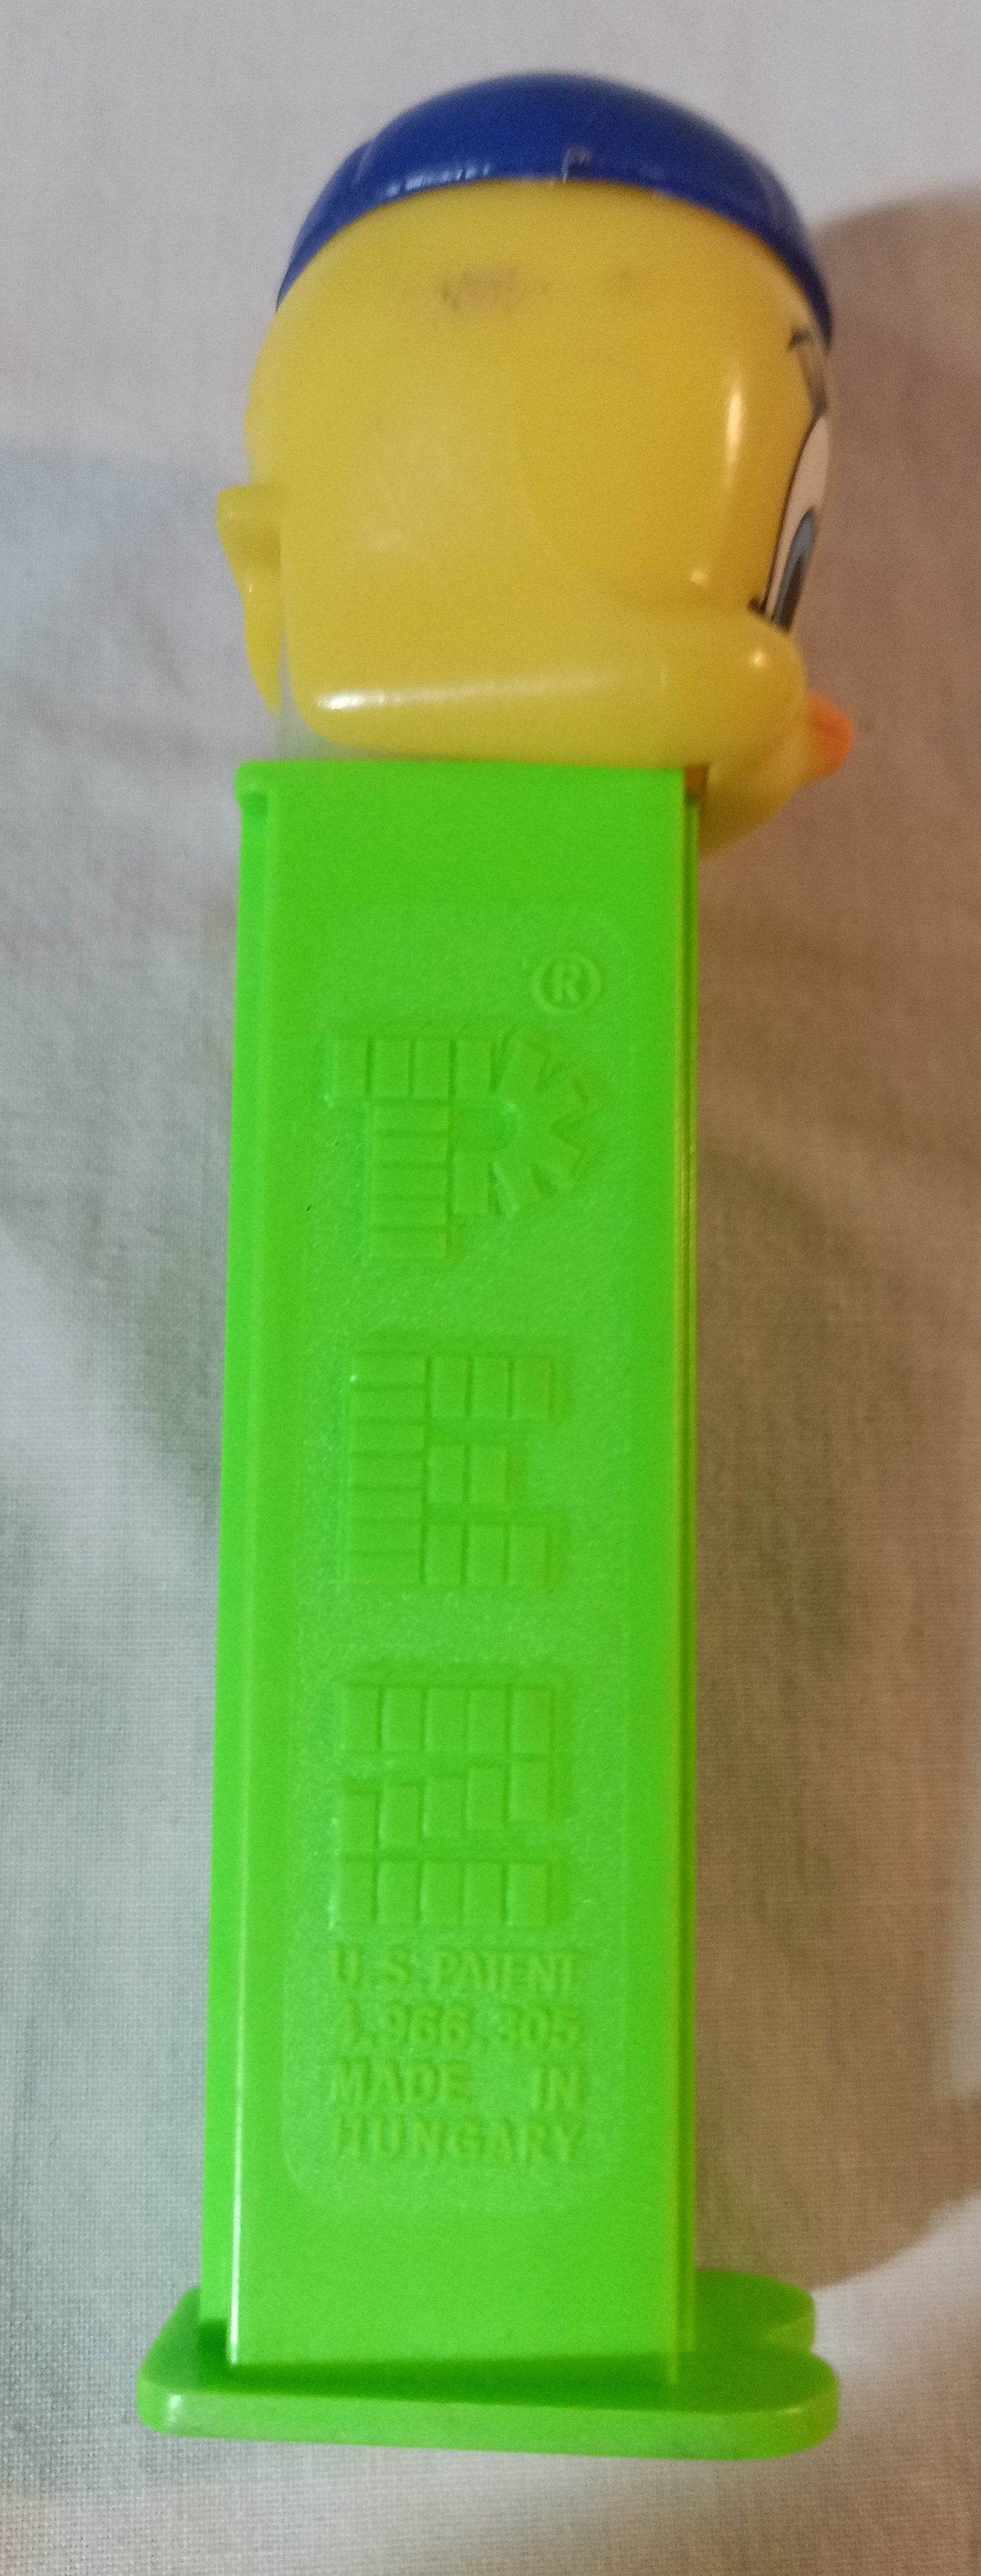 PEZ ®
U.S.PATENT
4.966.305
MADE IN
HUNGARY